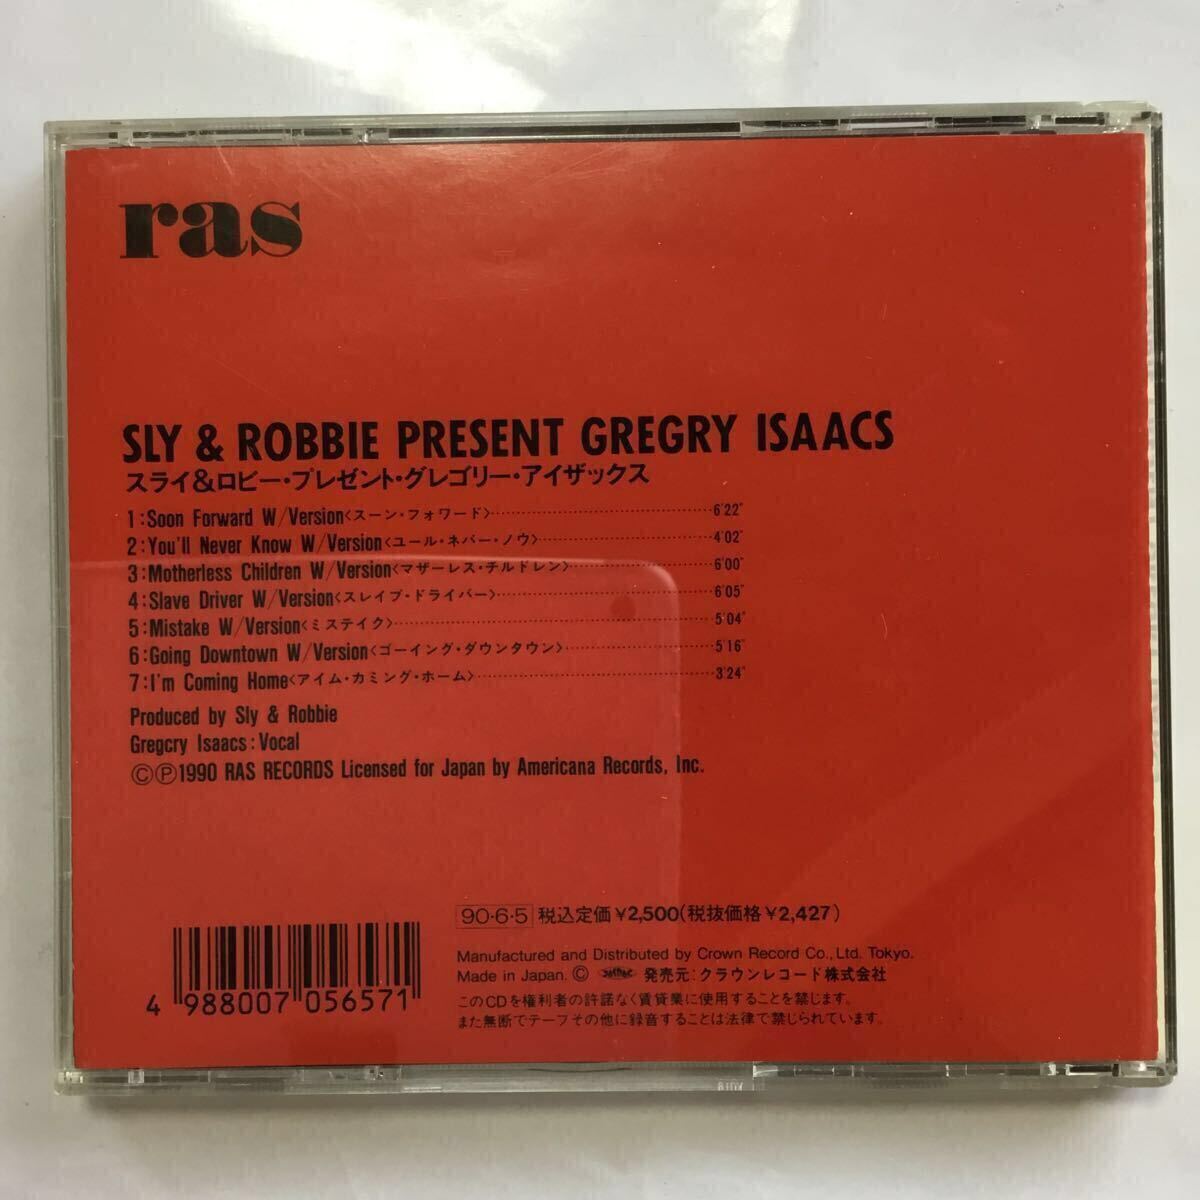 ras
SLY & ROBBIE PRESENT GREGRY ISAACS
スライ&ロビー・プレゼント・グレゴリー・アイザックス
1:Soon Forward W/Version<スーン・フォワード>……………………6'22"
2:You'll Never Know W/Version<ユール・ネバー・ノウ>……………………4'02"
3:Motherless Children W/Version<マザーレス・チルドレン>……………………6'00"
4:Slave Driver W/Version<スレイブ・ドライバー>……………………6'05"
5:Mistake W/Version<ミステイク>……………………5'04"
6:Going Downtown W/Version<ゴーイング・ダウンタウン>……………………5'16"
7:I'm Coming Home<アイム・カミング・ホーム>……………………3'24"
Produced by Sly & Robbie
Gregcry Isaacs:Vocal
ⒸⓅ1990 RAS RECORDS Licensed for Japan by Americana Records, Inc.
90・6・5 税込定価¥2,500(税抜価格¥2,427)
Manufactured and Distributed by Crown Record Co., Ltd. Tokyo.
Made in Japan. Ⓒ 発売元:クラウンレコード株式会社
このCDを権利者の許諾なく賃貸業に使用することを禁じます。
また無断でテープその他に録音することは法律で禁じられています。
4 988007 056571